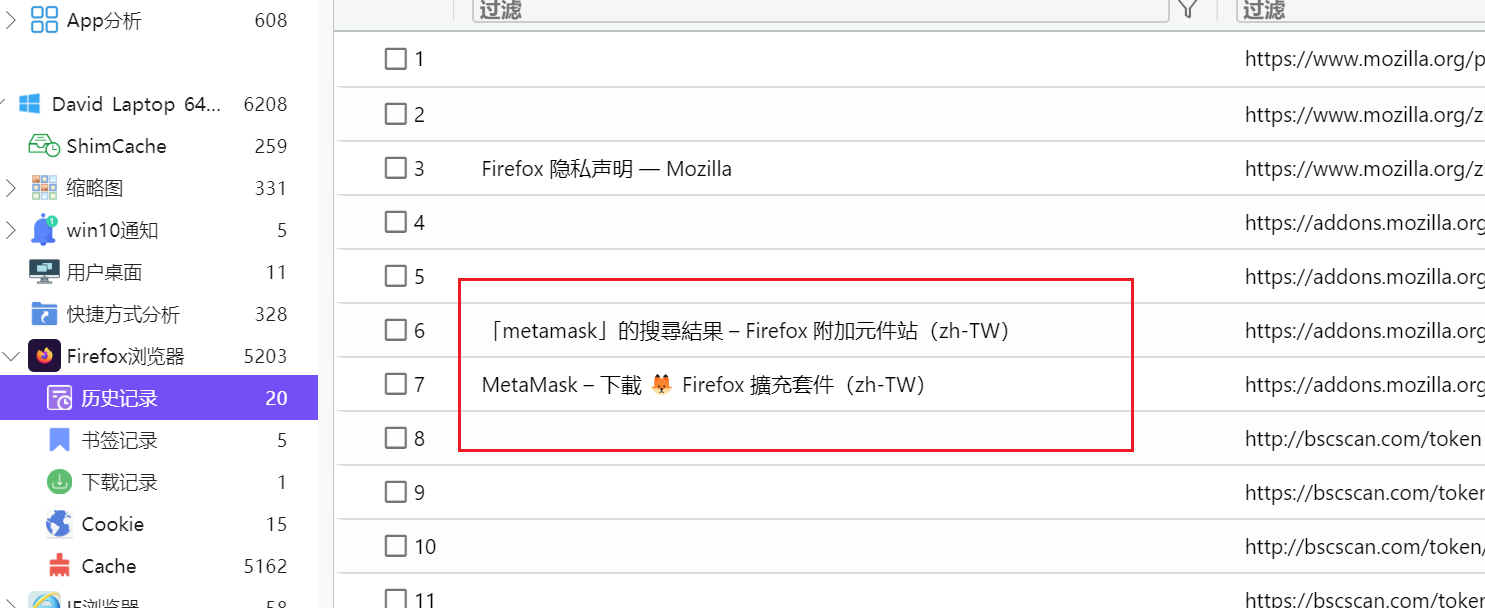 App分析 608
David Laptop 64... 6208
ShimCache 259
缩略图 331
win10通知 5
用户桌面 11
快捷方式分析 328
Firefox浏览器 5203
历史记录 20
书签记录 5
下载记录 1
Cookie 15
Cache 5162
IE浏览器 58
过滤 过滤
1 https://www.mozilla.org/p
2 https://www.mozilla.org/z
3 Firefox 隐私声明 — Mozilla https://www.mozilla.org/z
4 https://addons.mozilla.org
5 https://addons.mozilla.org
6 「metamask」的搜尋結果 – Firefox 附加元件站（zh-TW） https://addons.mozilla.org
7 MetaMask – 下載 🦊 Firefox 擴充套件（zh-TW） https://addons.mozilla.org
8 http://bscscan.com/token
9 https://bscscan.com/token
10 http://bscscan.com/token/
11 https://bscscan.com/token